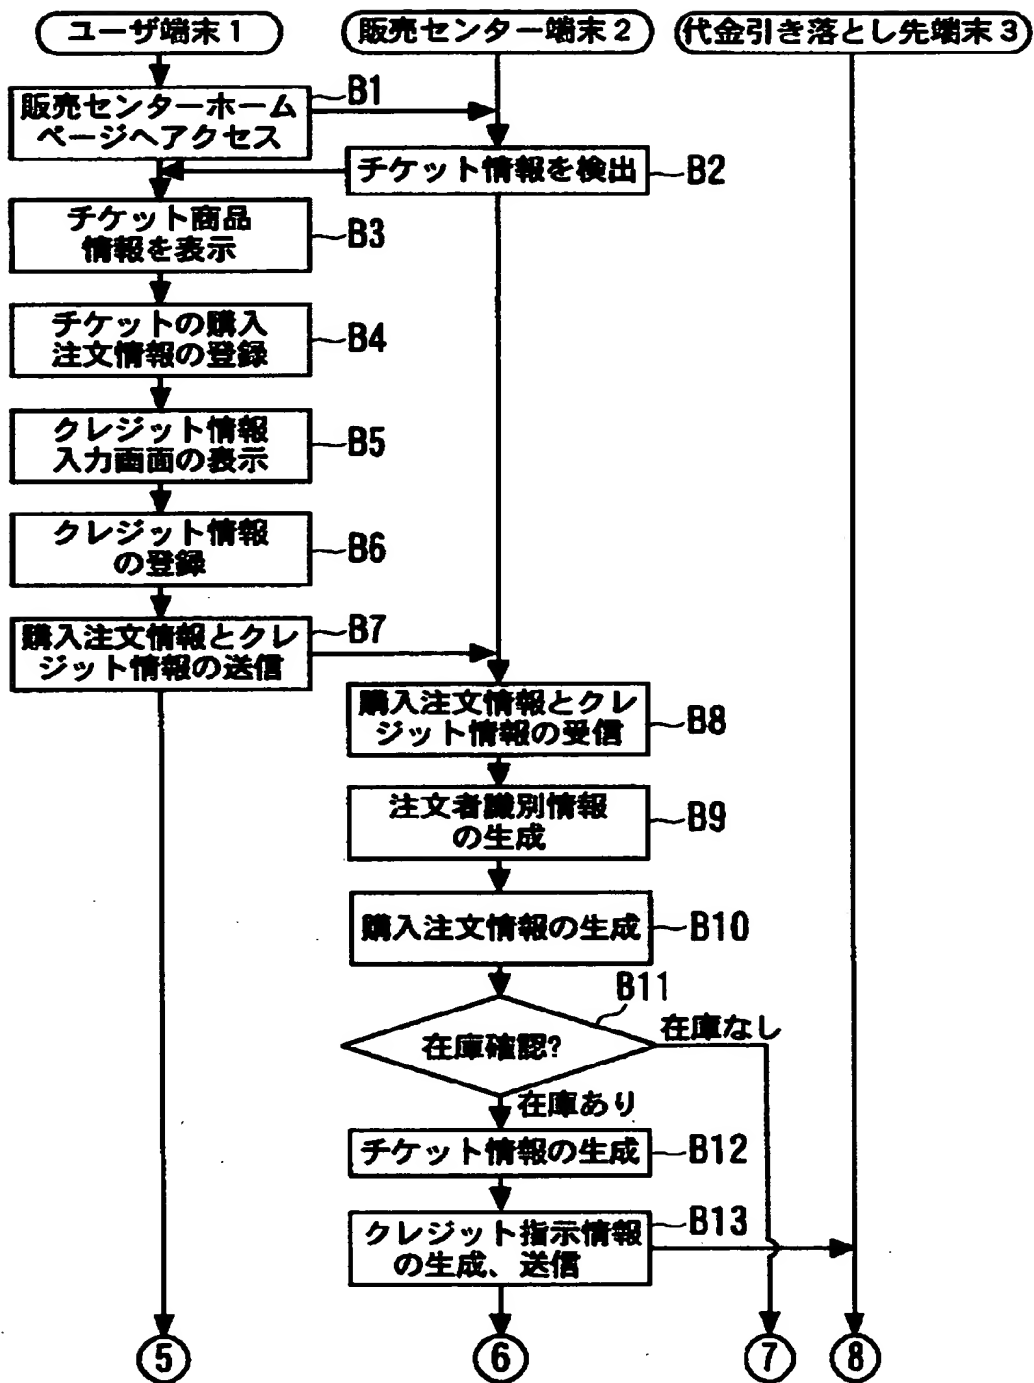 ユーザ端末1
販売センター端末2
代金引き落とし先端末3
販売センターホーム
ページへアクセス
B1
チケット情報を検出
B2
チケット商品
情報を表示
B3
チケットの購入
注文情報の登録
B4
クレジット情報
入力画面の表示
B5
クレジット情報
の登録
B6
購入注文情報とクレ
ジット情報の送信
B7
購入注文情報とクレ
ジット情報の受信
B8
注文者識別情報
の生成
B9
購入注文情報の生成
B10
B11
在庫確認?
在庫なし
在庫あり
チケット情報の生成
B12
クレジット指示情報
の生成、送信
B13
5
6
7
8